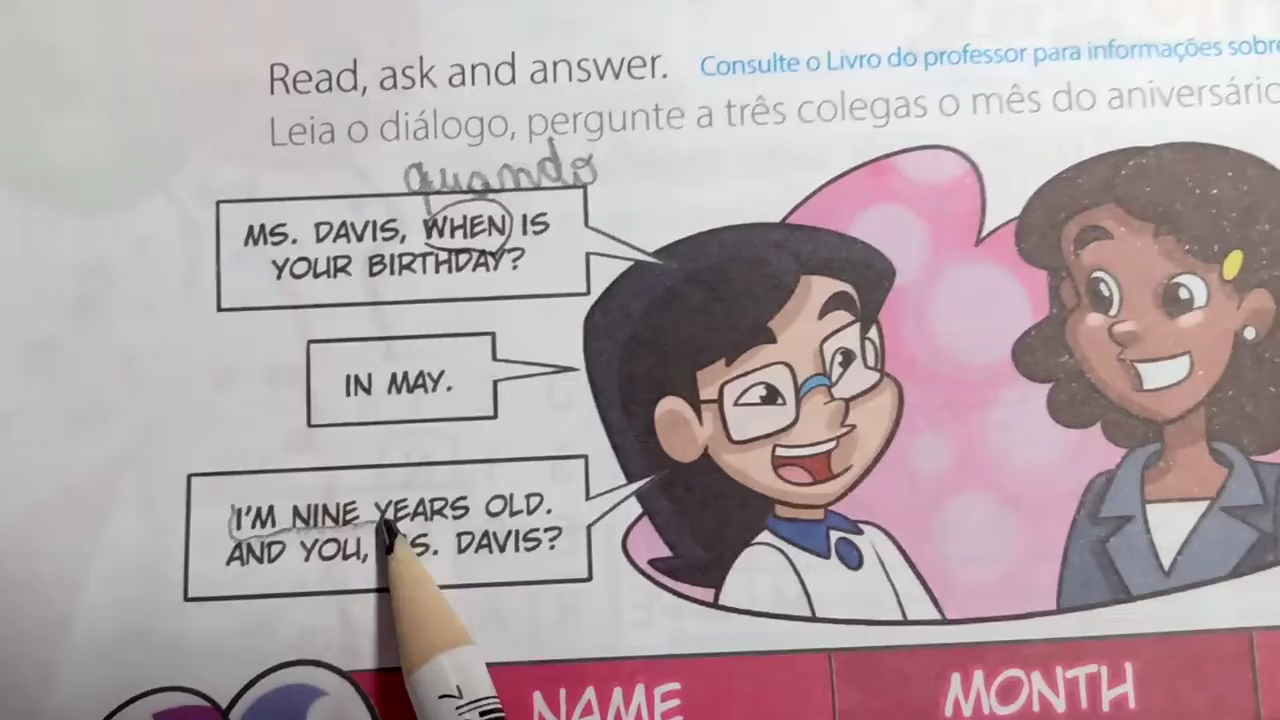 Read, ask and answer. Consulte o Livro do professor para informações sobre
Leia o diálogo, pergunte a três colegas o mês do aniversário
quando
MS. DAVIS, WHEN IS
YOUR BIRTHDAY?
IN MAY.
I'M NINE YEARS OLD.
AND YOU, MS. DAVIS?
NAME MONTH